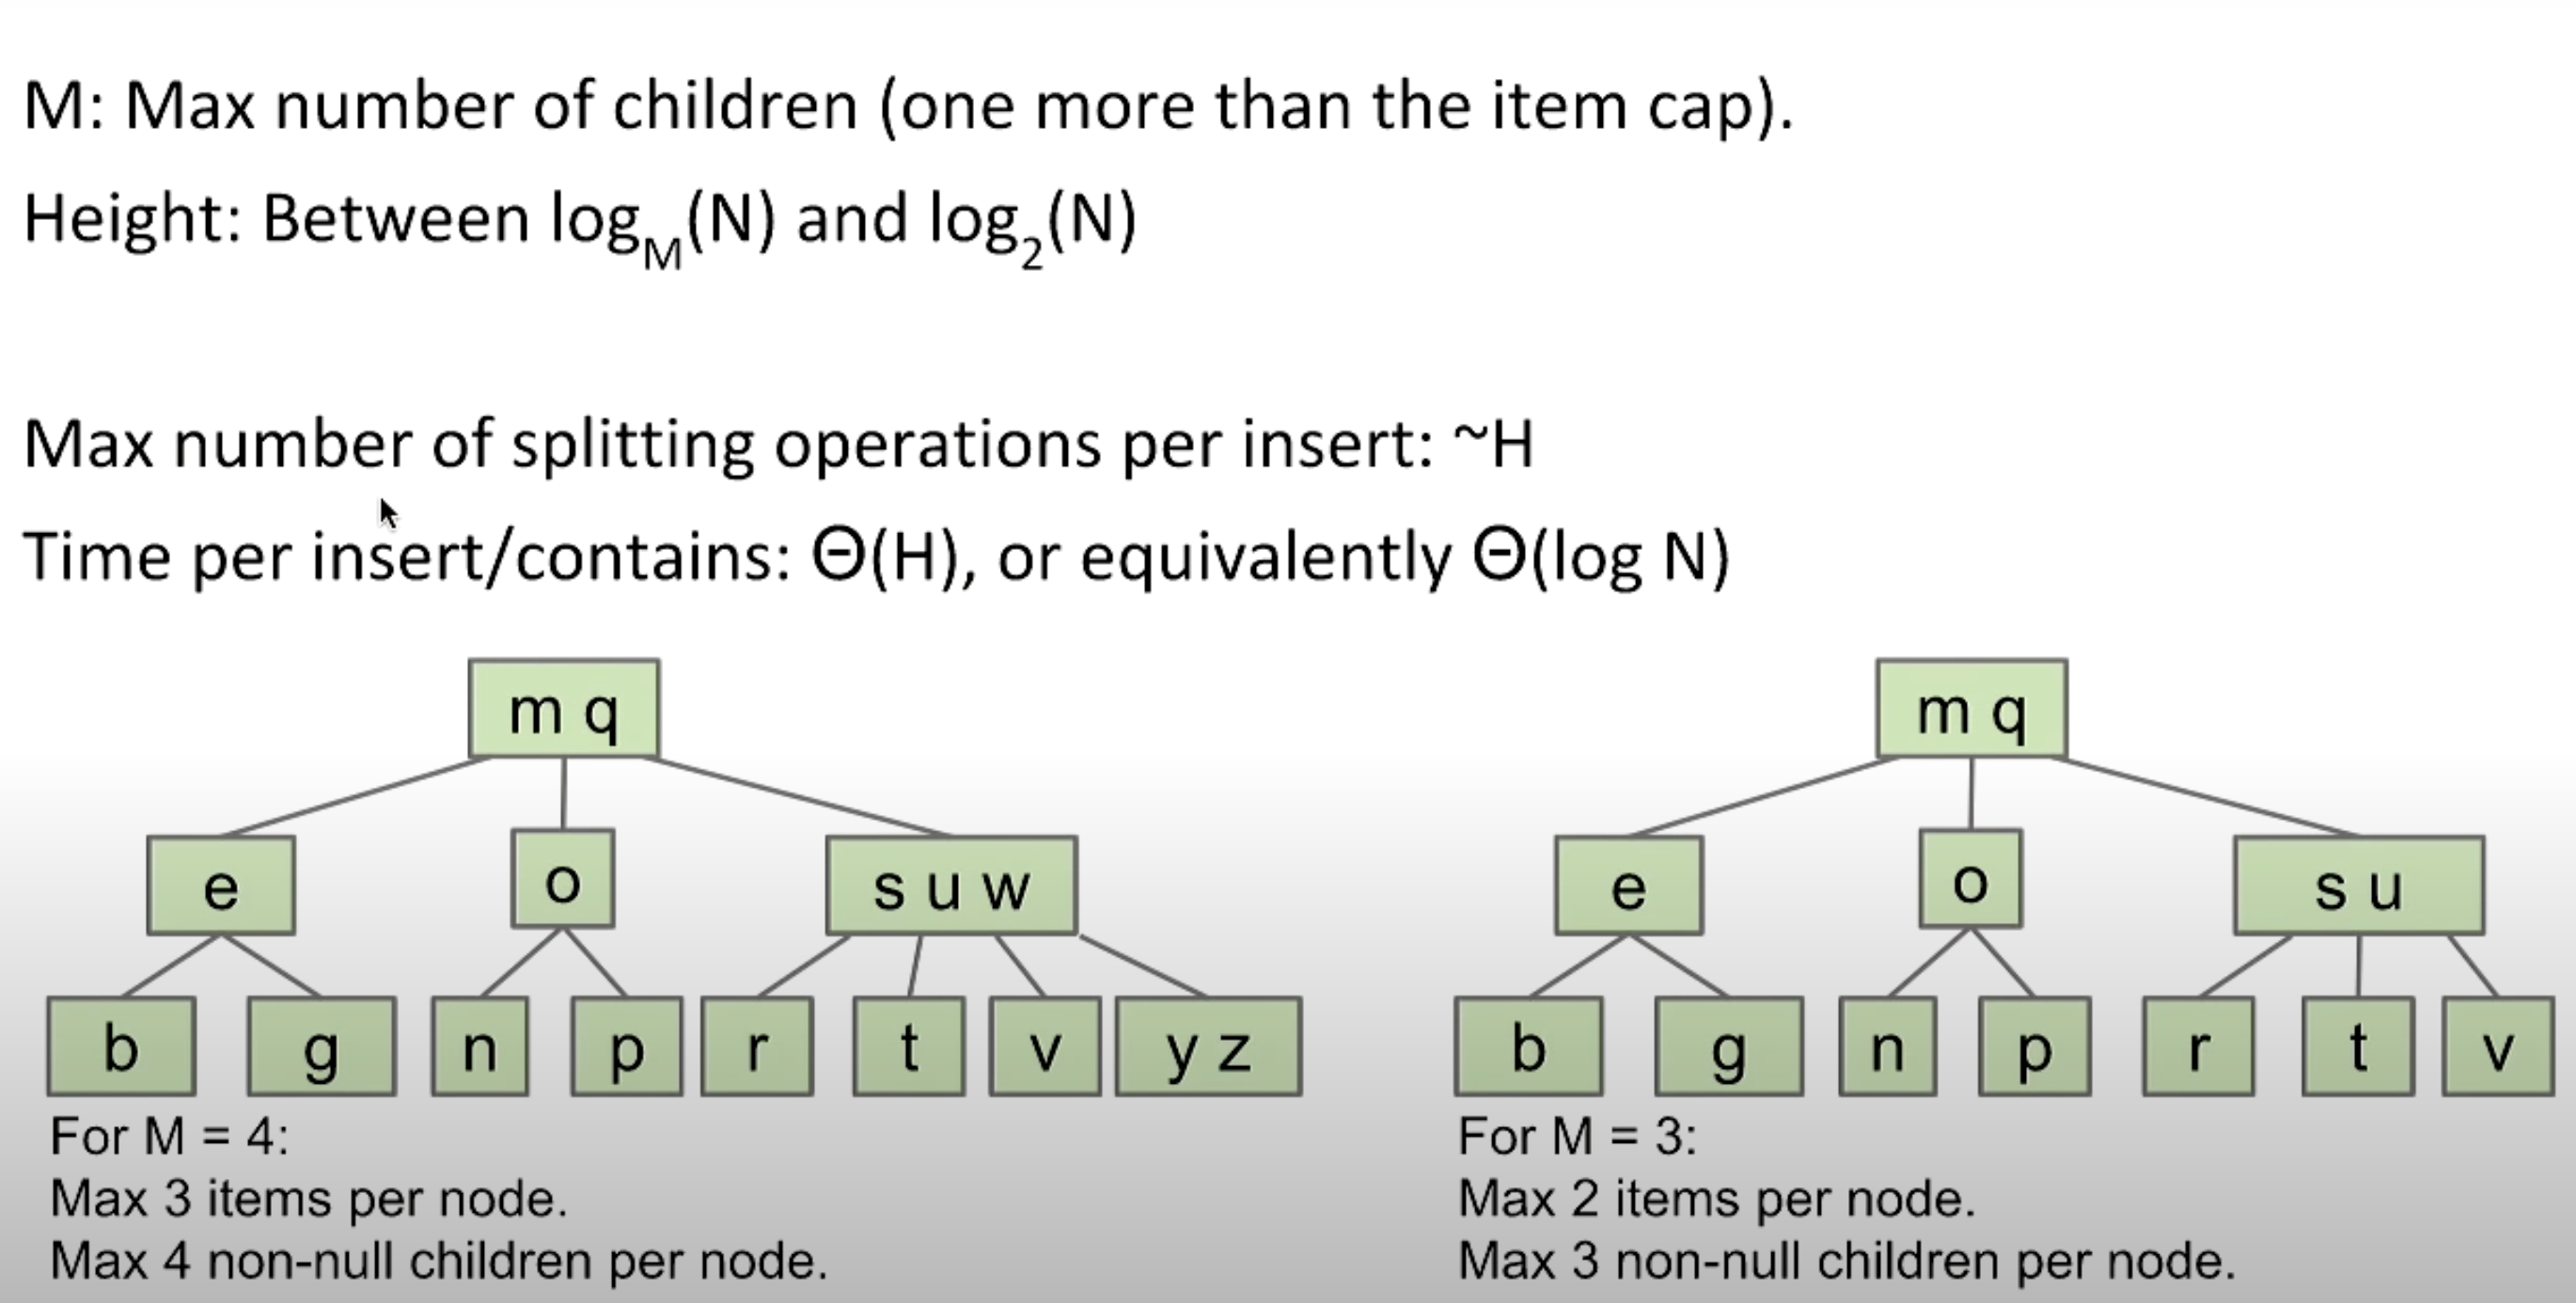 M: Max number of children (one more than the item cap).
Height: Between log_M(N) and log_2(N)
Max number of splitting operations per insert: ~H
Time per insert/contains: Θ(H), or equivalently Θ(log N)
m q
e
o
s u w
b
g
n
p
r
t
v
y z
For M = 4:
Max 3 items per node.
Max 4 non-null children per node.
m q
e
o
s u
b
g
n
p
r
t
v
For M = 3:
Max 2 items per node.
Max 3 non-null children per node.